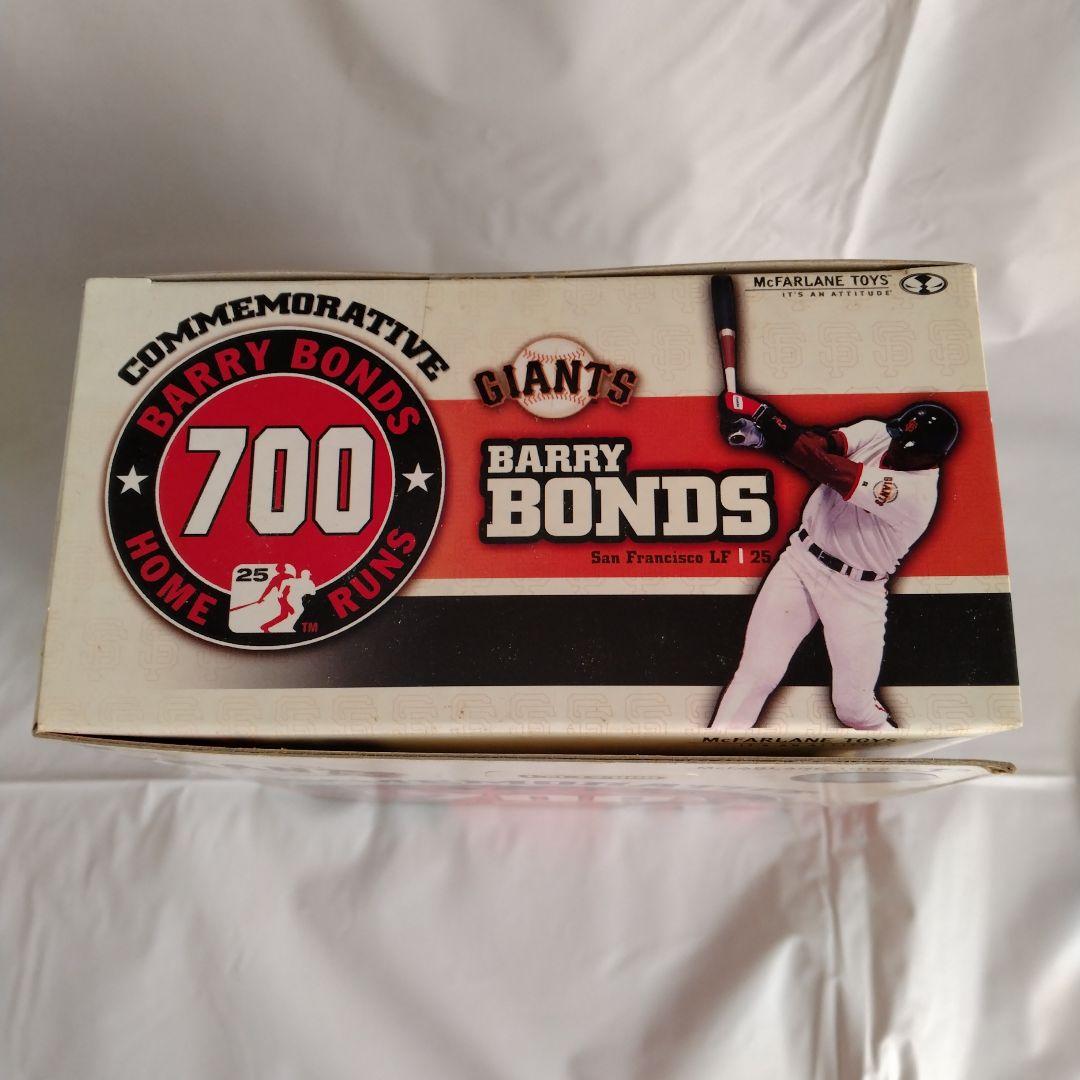 COMMEMORATIVE
BARRY BONDS
700
25
TM
HOME RUNS
GIANTS
BARRY
BONDS
San Francisco LF | 25
McFARLANE TOYS
IT'S AN ATTITUDE
GIANTS
McFARLANE TOYS